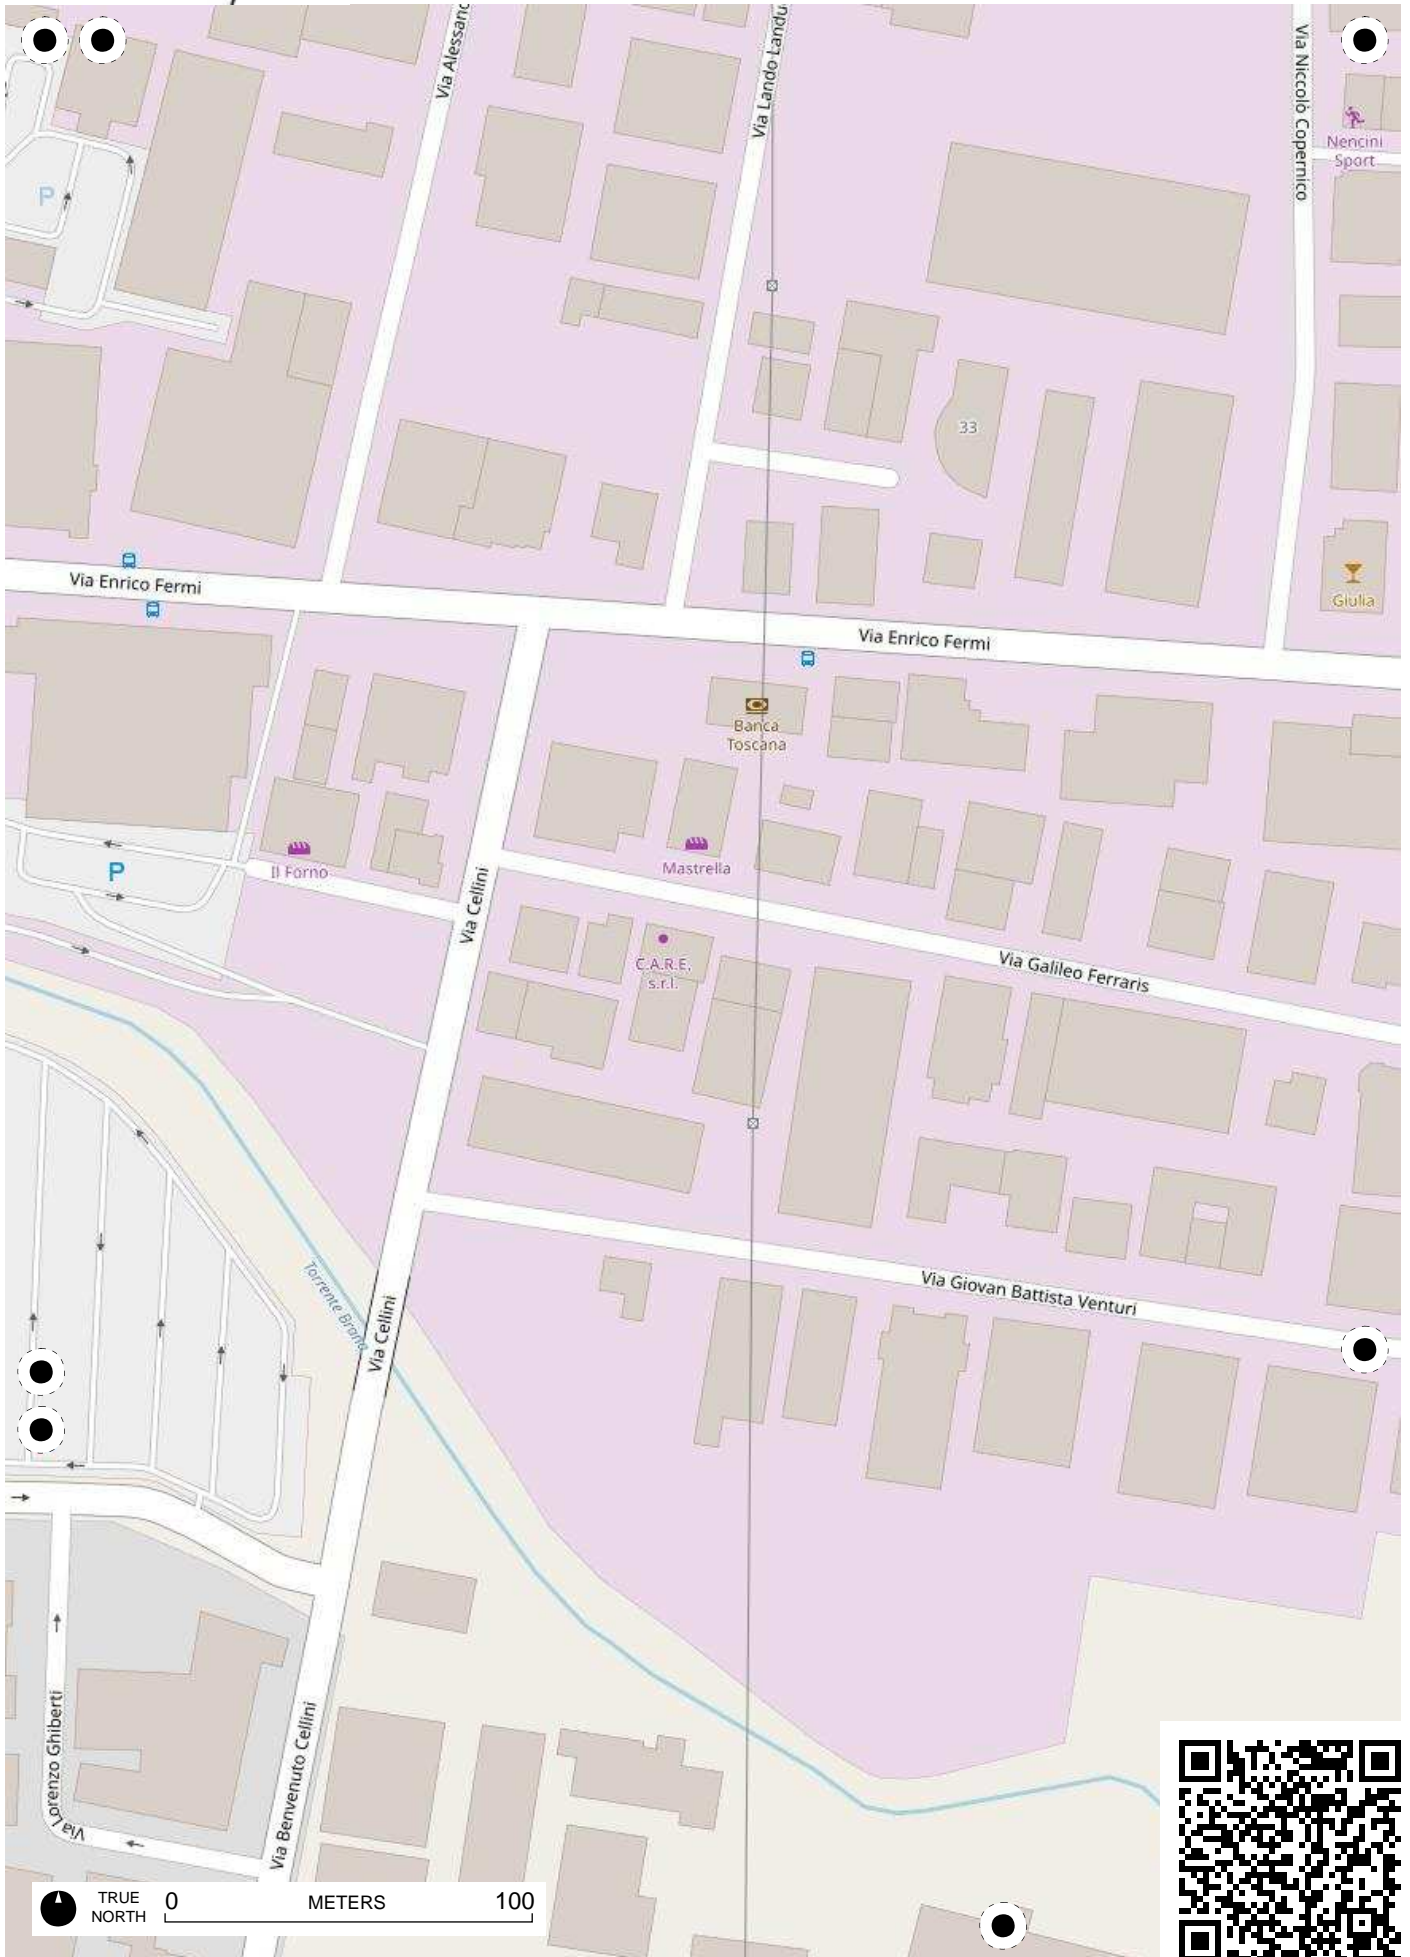 Via Lando Landu
Via Alessand
Via Niccolò Copernico
Nencini
Sport
P
33
Via Enrico Fermi
Giulia
Via Enrico Fermi
Banca
Toscana
Il Forno
P
Mastrella
Via Cellini
C.A.R.E.
s.r.l.
Via Galileo Ferraris
Via Giovan Battista Venturi
Torrente Brana
Via Cellini
Via Lorenzo Ghiberti
Via Benvenuto Cellini
TRUE
NORTH
0 METERS 100